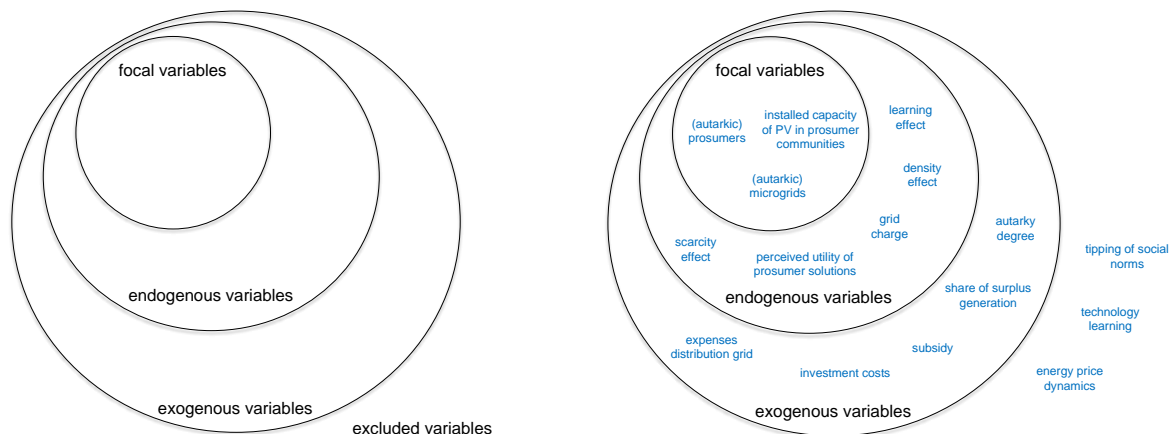 focal variables
endogenous variables
exogenous variables
excluded variables
focal variables
(autarkic)
prosumers
installed capacity
of PV in prosumer
communities
learning
effect
(autarkic)
microgrids
density
effect
grid
charge
scarcity
effect
perceived utility of
prosumer solutions
endogenous variables
autarky
degree
share of surplus
generation
expenses
distribution grid
investment costs
subsidy
exogenous variables
tipping of social
norms
technology
learning
energy price
dynamics